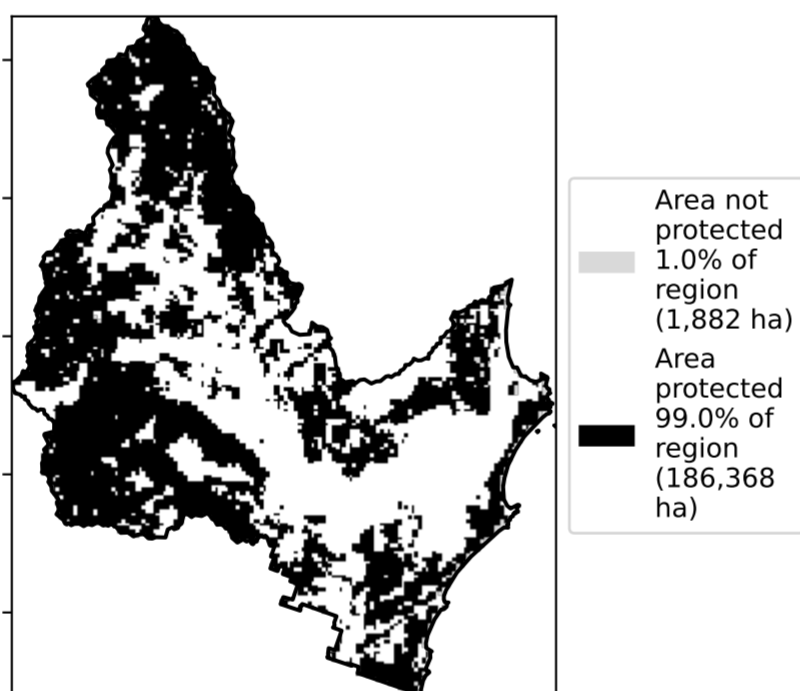 Area not
protected
1.0% of
region
(1,882 ha)
Area
protected
99.0% of
region
(186,368
ha)